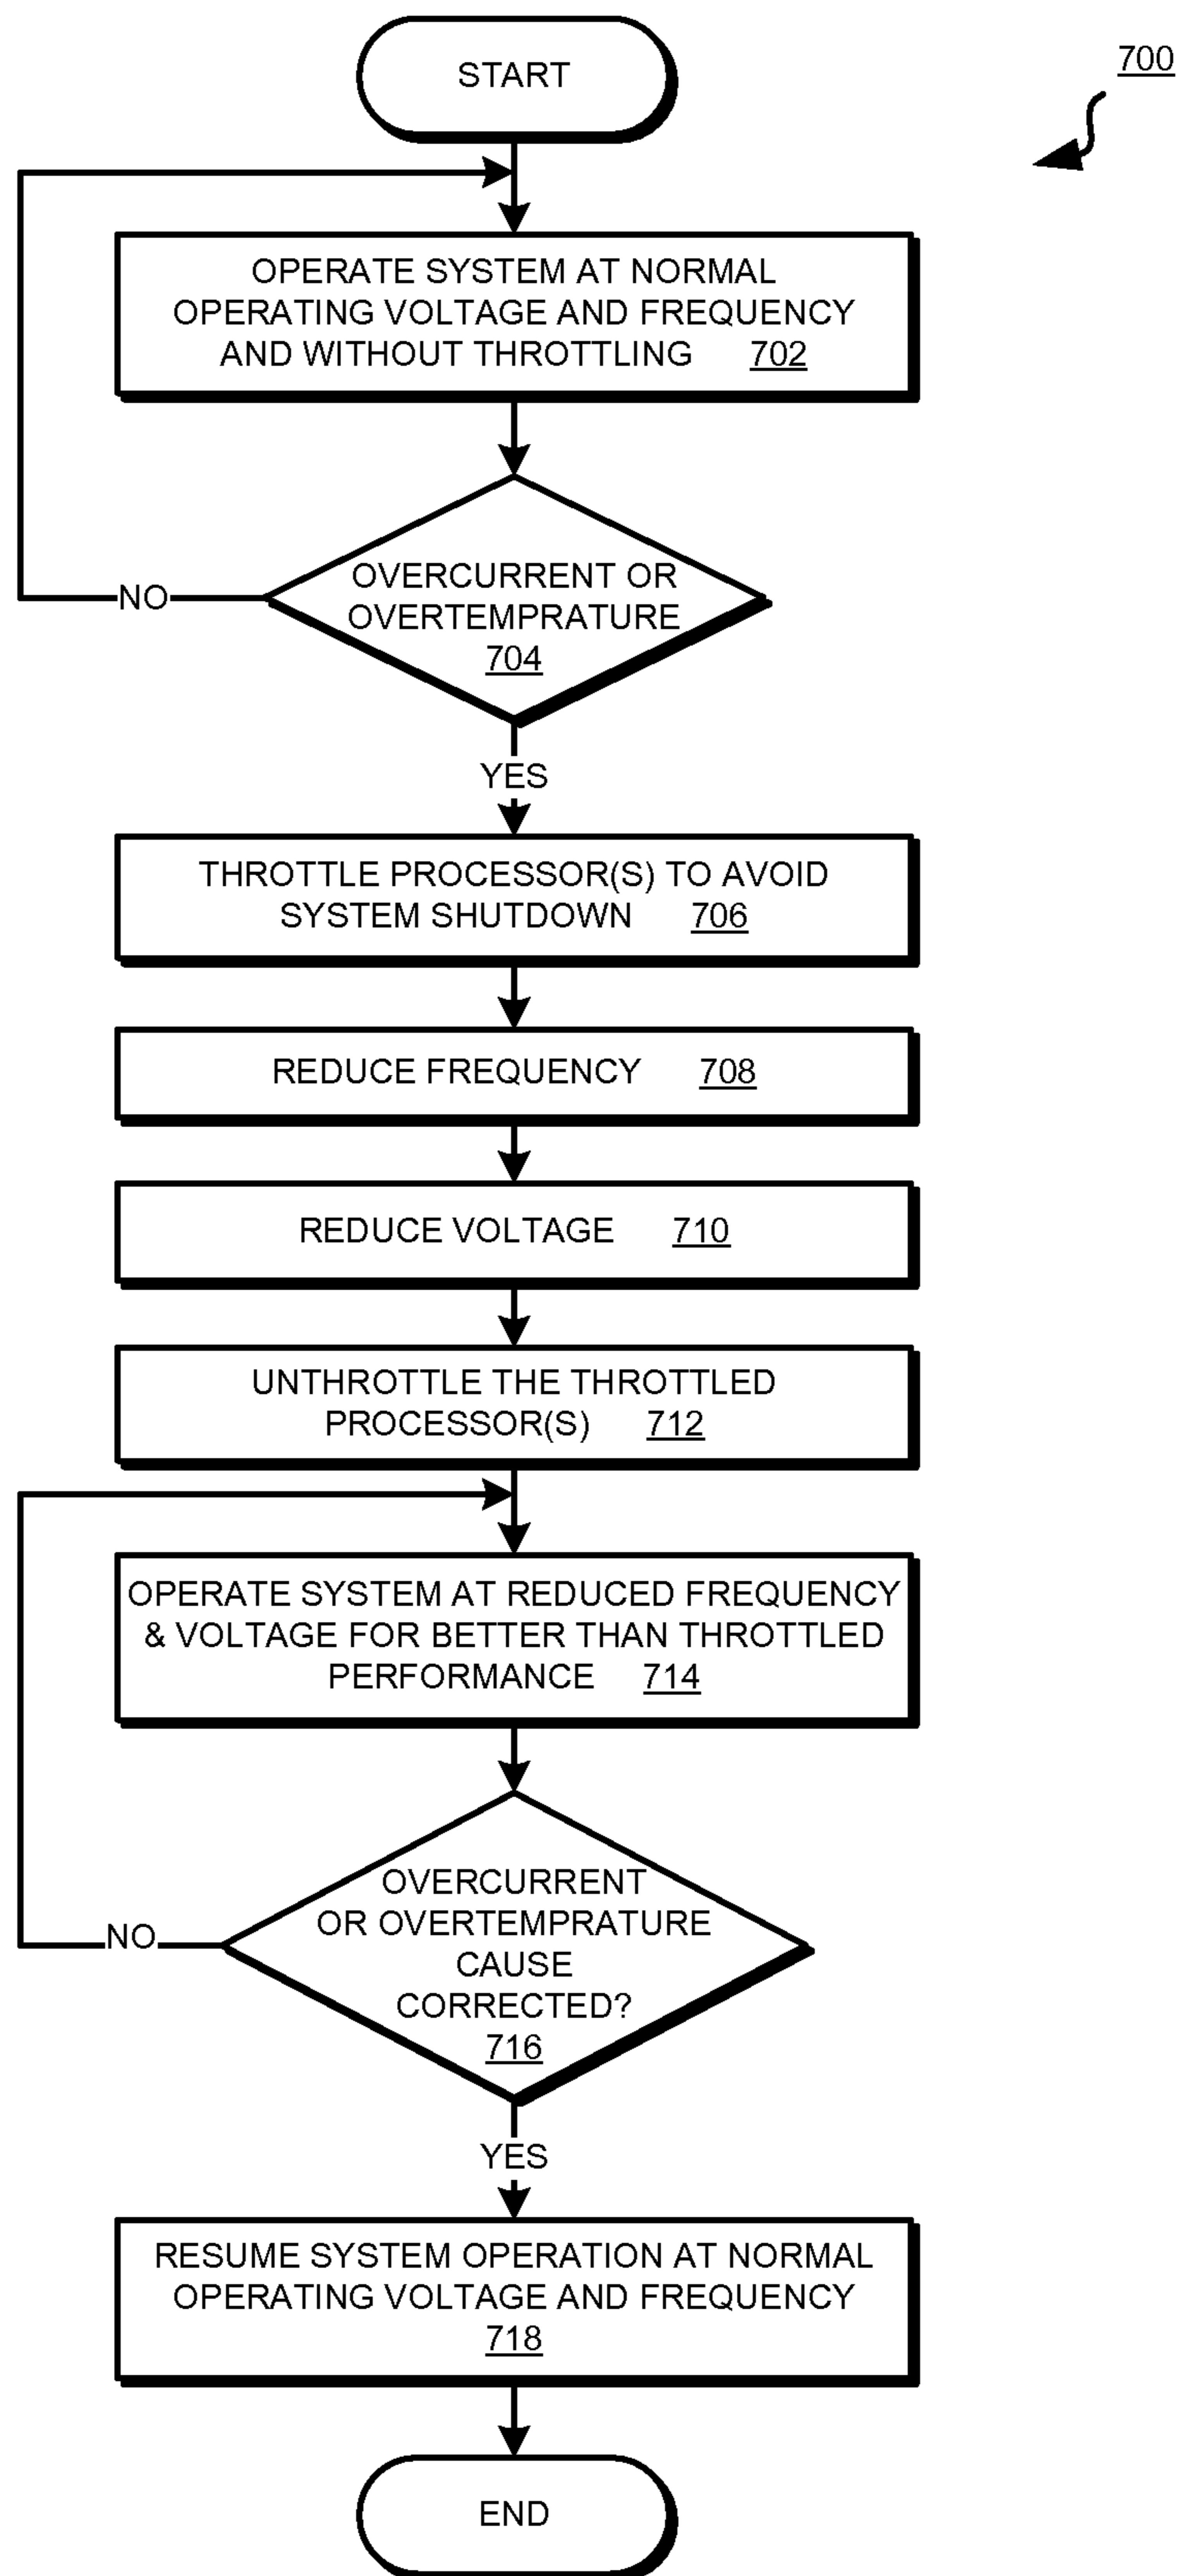 START
700
OPERATE SYSTEM AT NORMAL
OPERATING VOLTAGE AND FREQUENCY
AND WITHOUT THROTTLING 702
OVERCURRENT OR
OVERTEMPRATURE
704
NO
YES
THROTTLE PROCESSOR(S) TO AVOID
SYSTEM SHUTDOWN 706
REDUCE FREQUENCY 708
REDUCE VOLTAGE 710
UNTHROTTLE THE THROTTLED
PROCESSOR(S) 712
OPERATE SYSTEM AT REDUCED FREQUENCY
& VOLTAGE FOR BETTER THAN THROTTLED
PERFORMANCE 714
OVERCURRENT
OR OVERTEMPRATURE
CAUSE
CORRECTED?
716
NO
YES
RESUME SYSTEM OPERATION AT NORMAL
OPERATING VOLTAGE AND FREQUENCY
718
END